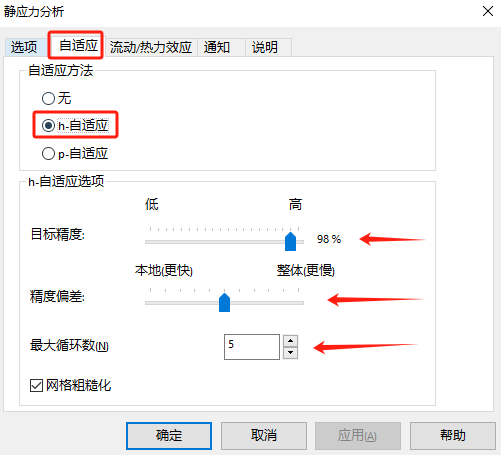 静应力分析
选项 自适应 流动/热力效应 通知 说明
自适应方法
无
h-自适应
p-自适应
h-自适应选项
低 高
目标精度: 98 %
本地(更快) 整体(更慢)
精度偏差:
最大循环数(N) 5
网格粗糙化
确定 取消 应用(A) 帮助